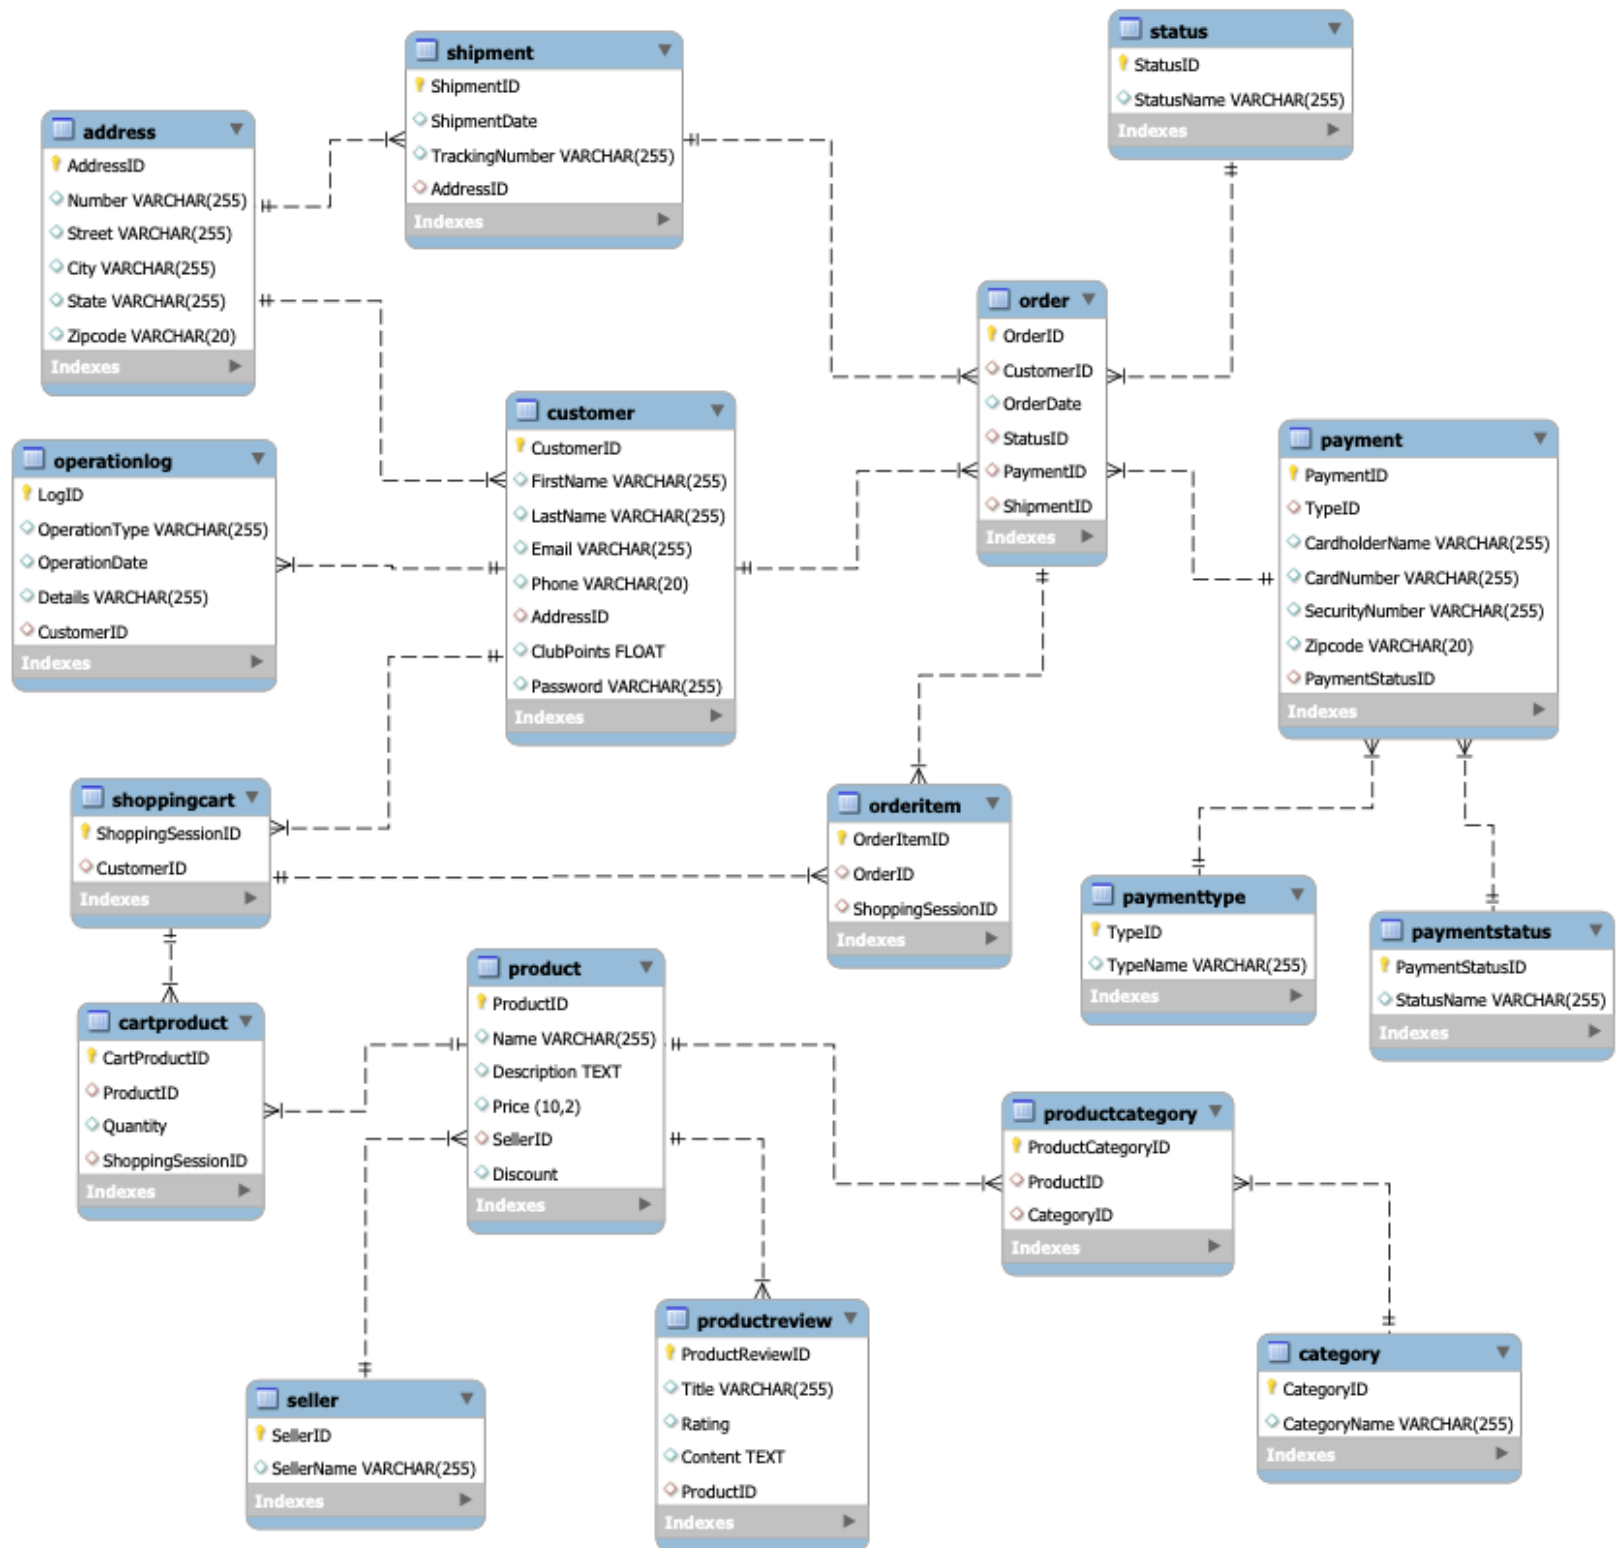 shipment
ShipmentID
ShipmentDate
TrackingNumber VARCHAR(255)
AddressID
Indexes
status
StatusID
StatusName VARCHAR(255)
Indexes
address
AddressID
Number VARCHAR(255)
Street VARCHAR(255)
City VARCHAR(255)
State VARCHAR(255)
Zipcode VARCHAR(20)
Indexes
order
OrderID
CustomerID
OrderDate
StatusID
PaymentID
ShipmentID
Indexes
customer
CustomerID
FirstName VARCHAR(255)
LastName VARCHAR(255)
Email VARCHAR(255)
Phone VARCHAR(20)
AddressID
ClubPoints FLOAT
Password VARCHAR(255)
Indexes
operationlog
LogID
OperationType VARCHAR(255)
OperationDate
Details VARCHAR(255)
CustomerID
Indexes
payment
PaymentID
TypeID
CardholderName VARCHAR(255)
CardNumber VARCHAR(255)
SecurityNumber VARCHAR(255)
Zipcode VARCHAR(20)
PaymentStatusID
Indexes
shoppingcart
ShoppingSessionID
CustomerID
Indexes
orderitem
OrderItemID
OrderID
ShoppingSessionID
Indexes
paymenttype
TypeID
TypeName VARCHAR(255)
Indexes
paymentstatus
PaymentStatusID
StatusName VARCHAR(255)
Indexes
product
ProductID
Name VARCHAR(255)
Description TEXT
Price (10,2)
SellerID
Discount
Indexes
cartproduct
CartProductID
ProductID
Quantity
ShoppingSessionID
Indexes
productcategory
ProductCategoryID
ProductID
CategoryID
Indexes
productreview
ProductReviewID
Title VARCHAR(255)
Rating
Content TEXT
ProductID
Indexes
category
CategoryID
CategoryName VARCHAR(255)
Indexes
seller
SellerID
SellerName VARCHAR(255)
Indexes